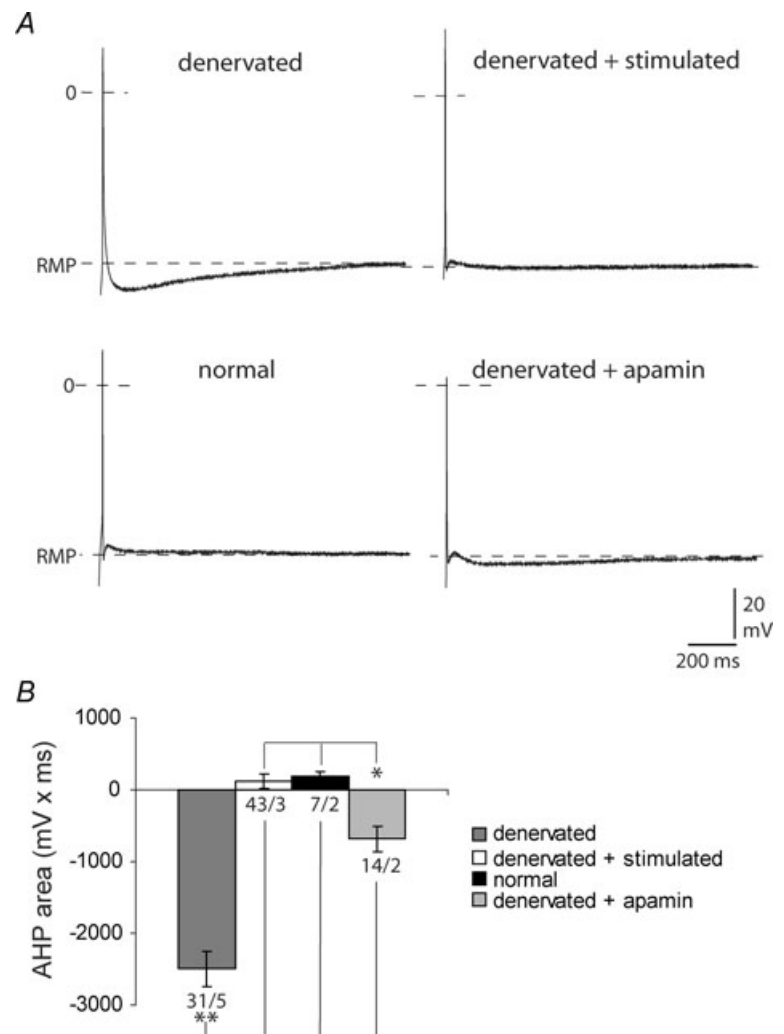 A
denervated
denervated + stimulated
0
RMP
normal
denervated + apamin
0
RMP
20
mV
200 ms
B
AHP area (mV x ms)
1000
0
-1000
-2000
-3000
*
43/3
7/2
14/2
31/5
**
denervated
denervated + stimulated
normal
denervated + apamin